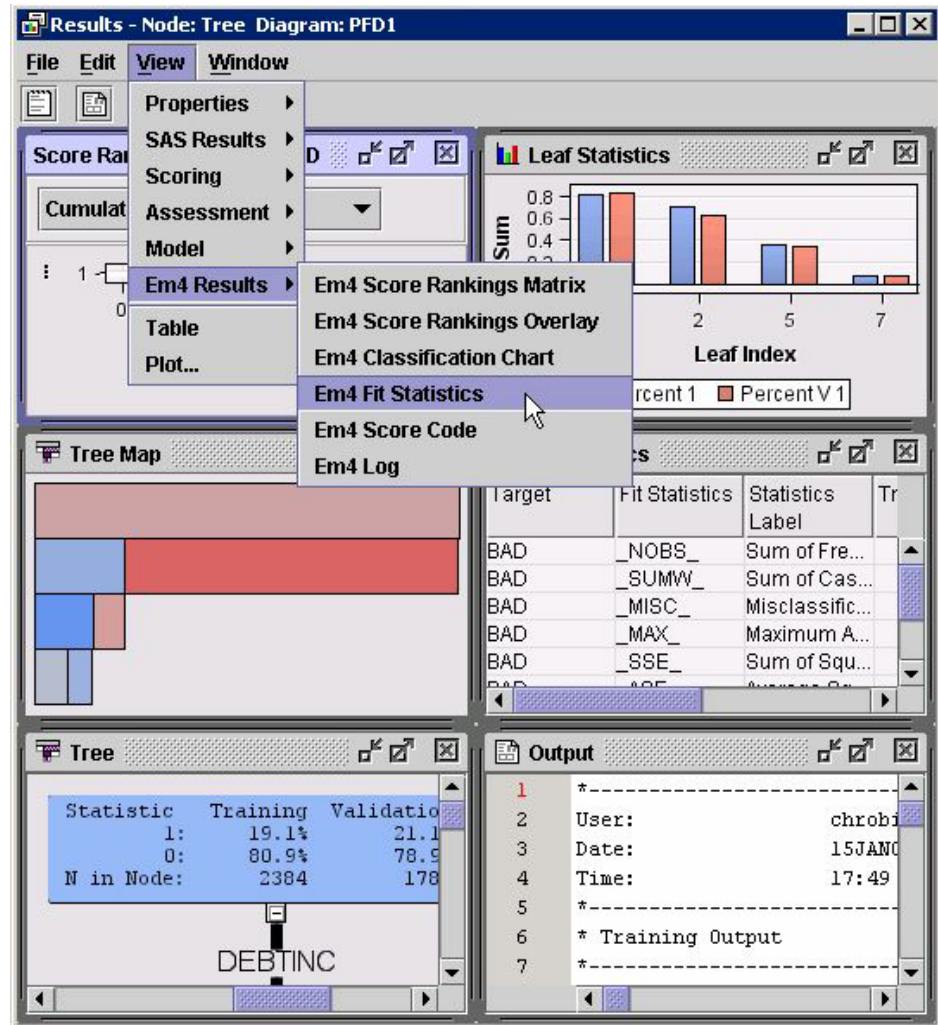 Results - Node: Tree Diagram: PFD1
File Edit View Window
Properties
SAS Results
Scoring
Assessment
Model
Em4 Results
Table
Plot...
Em4 Score Rankings Matrix
Em4 Score Rankings Overlay
Em4 Classification Chart
Em4 Fit Statistics
Em4 Score Code
Em4 Log
Score Ran D
Cumulat
1
0
Leaf Statistics
Sum
0.8
0.6
0.4
0.2
2 5 7
Leaf Index
rcent 1 Percent V 1
Tree Map
cs
Target Fit Statistics Statistics Label Tr
BAD _NOBS_ Sum of Fre...
BAD _SUMW_ Sum of Cas...
BAD _MISC_ Misclassific...
BAD _MAX_ Maximum A...
BAD _SSE_ Sum of Squ...
Tree
Statistic Training Validatio
1: 19.1% 21.1
0: 80.9% 78.9
N in Node: 2384 178
DEBTINC
Output
1 *----------------------------
2 User: chrobi
3 Date: 15JAN0
4 Time: 17:49
5 *----------------------------
6 * Training Output
7 *----------------------------